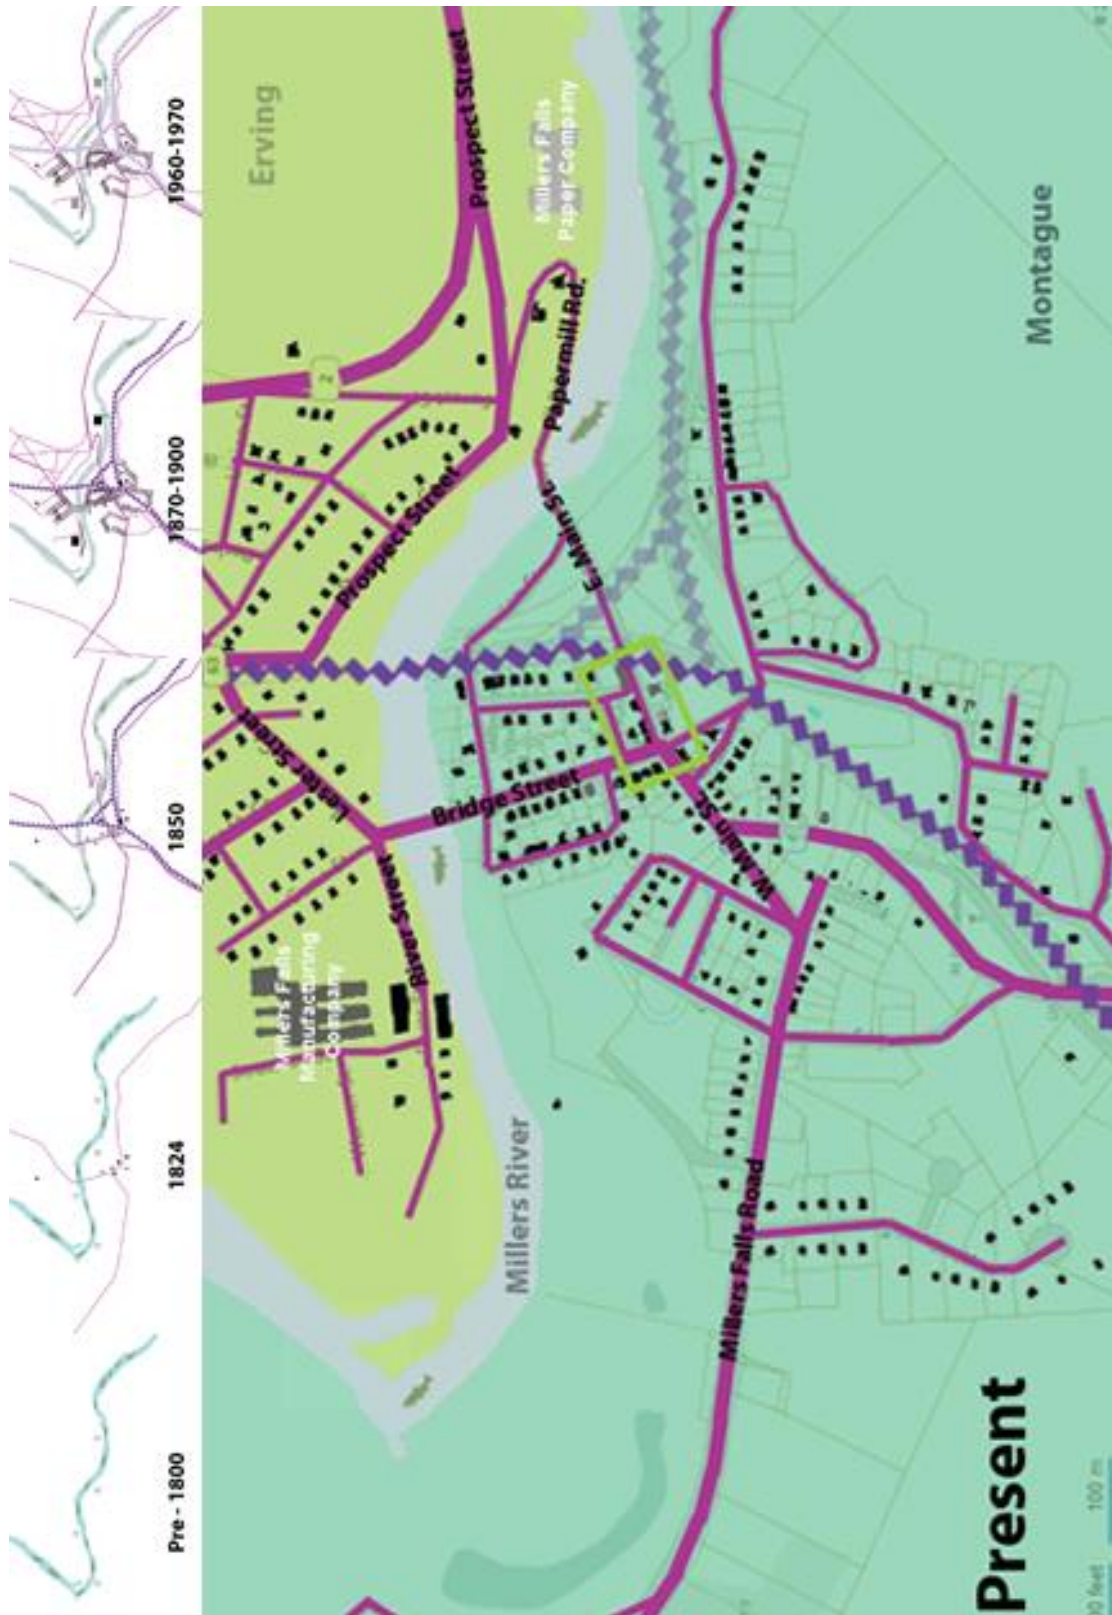 Pre - 1800
1824
1850
1870-1900
1960-1970
Erving
2
63
Prospect Street
Prospect Street
Lester Street
Millers Falls
Manufacturing
Company
River Street
Millers Falls
Paper Company
Papermill Rd.
E. Main St.
Bridge Street
Millers River
W. Main St.
Millers Falls Road
Montague
Present
100 m